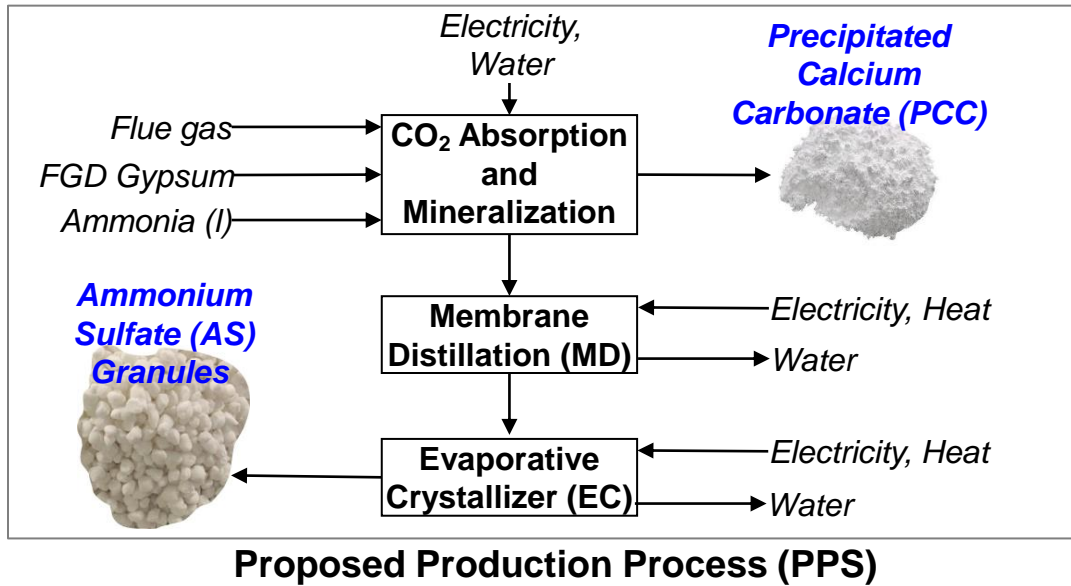 Electricity,
Water
Precipitated
Calcium
Carbonate (PCC)
Flue gas
FGD Gypsum
Ammonia (l)
CO₂ Absorption
and
Mineralization
Ammonium
Sulfate (AS)
Granules
Membrane
Distillation (MD)
Electricity, Heat
Water
Evaporative
Crystallizer (EC)
Electricity, Heat
Water
Proposed Production Process (PPS)